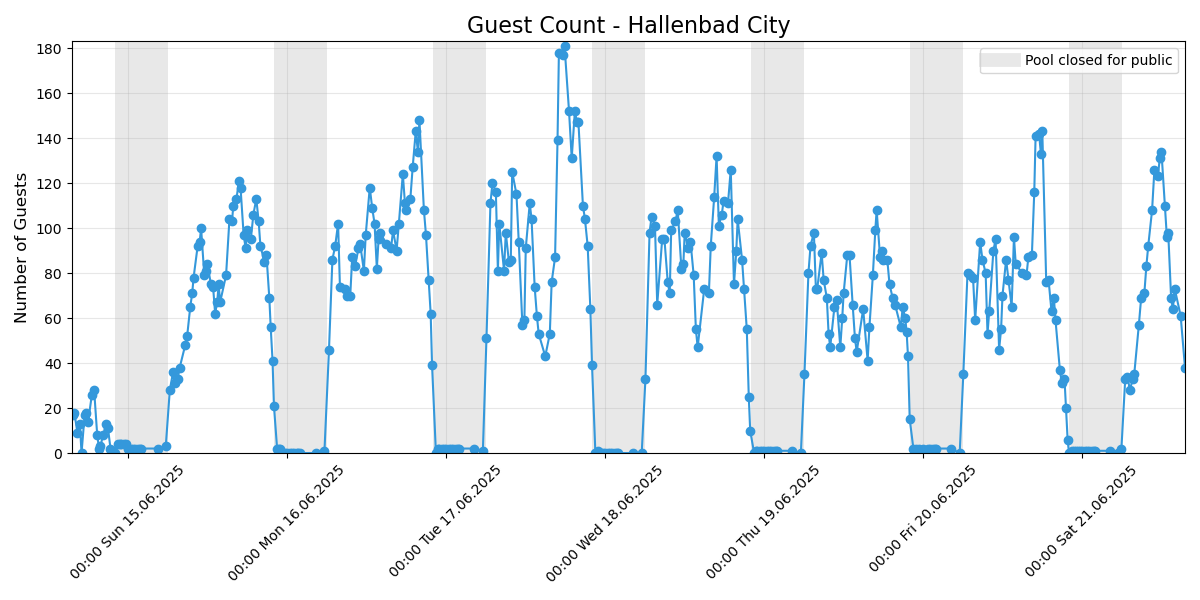 Guest Count - Hallenbad City
Pool closed for public
Number of Guests
180
160
140
120
100
80
60
40
20
0
00:00 Sun 15.06.2025
00:00 Mon 16.06.2025
00:00 Tue 17.06.2025
00:00 Wed 18.06.2025
00:00 Thu 19.06.2025
00:00 Fri 20.06.2025
00:00 Sat 21.06.2025